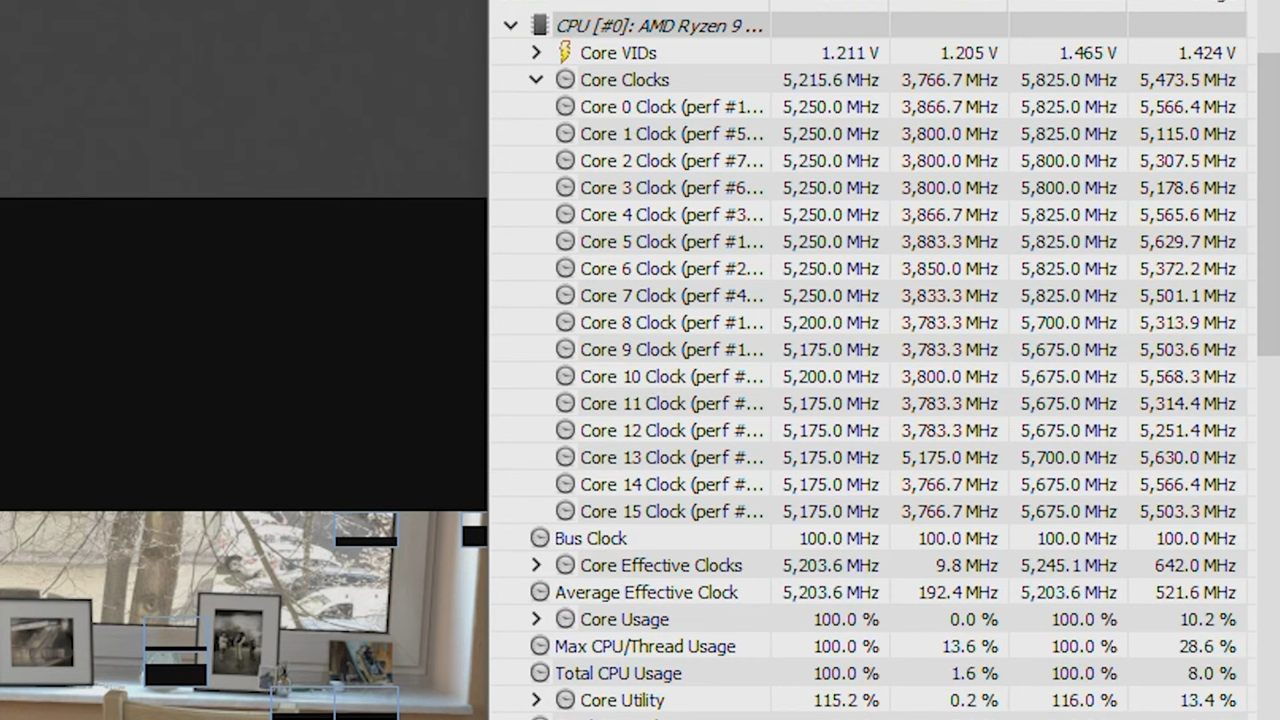 CPU [#0]: AMD Ryzen 9 ...
Core VIDs 1.211 V 1.205 V 1.465 V 1.424 V
Core Clocks 5,215.6 MHz 3,766.7 MHz 5,825.0 MHz 5,473.5 MHz
Core 0 Clock (perf #1... 5,250.0 MHz 3,866.7 MHz 5,825.0 MHz 5,566.4 MHz
Core 1 Clock (perf #5... 5,250.0 MHz 3,800.0 MHz 5,825.0 MHz 5,115.0 MHz
Core 2 Clock (perf #7... 5,250.0 MHz 3,800.0 MHz 5,800.0 MHz 5,307.5 MHz
Core 3 Clock (perf #6... 5,250.0 MHz 3,800.0 MHz 5,800.0 MHz 5,178.6 MHz
Core 4 Clock (perf #3... 5,250.0 MHz 3,866.7 MHz 5,825.0 MHz 5,565.6 MHz
Core 5 Clock (perf #1... 5,250.0 MHz 3,883.3 MHz 5,825.0 MHz 5,629.7 MHz
Core 6 Clock (perf #2... 5,250.0 MHz 3,850.0 MHz 5,825.0 MHz 5,372.2 MHz
Core 7 Clock (perf #4... 5,250.0 MHz 3,833.3 MHz 5,825.0 MHz 5,501.1 MHz
Core 8 Clock (perf #1... 5,200.0 MHz 3,783.3 MHz 5,700.0 MHz 5,313.9 MHz
Core 9 Clock (perf #1... 5,175.0 MHz 3,783.3 MHz 5,675.0 MHz 5,503.6 MHz
Core 10 Clock (perf #... 5,200.0 MHz 3,800.0 MHz 5,675.0 MHz 5,568.3 MHz
Core 11 Clock (perf #... 5,175.0 MHz 3,783.3 MHz 5,675.0 MHz 5,314.4 MHz
Core 12 Clock (perf #... 5,175.0 MHz 3,783.3 MHz 5,675.0 MHz 5,251.4 MHz
Core 13 Clock (perf #... 5,175.0 MHz 5,175.0 MHz 5,700.0 MHz 5,630.0 MHz
Core 14 Clock (perf #... 5,175.0 MHz 3,766.7 MHz 5,675.0 MHz 5,566.4 MHz
Core 15 Clock (perf #... 5,175.0 MHz 3,766.7 MHz 5,675.0 MHz 5,503.3 MHz
Bus Clock 100.0 MHz 100.0 MHz 100.0 MHz 100.0 MHz
Core Effective Clocks 5,203.6 MHz 9.8 MHz 5,245.1 MHz 642.0 MHz
Average Effective Clock 5,203.6 MHz 192.4 MHz 5,203.6 MHz 521.6 MHz
Core Usage 100.0 % 0.0 % 100.0 % 10.2 %
Max CPU/Thread Usage 100.0 % 13.6 % 100.0 % 28.6 %
Total CPU Usage 100.0 % 1.6 % 100.0 % 8.0 %
Core Utility 115.2 % 0.2 % 116.0 % 13.4 %